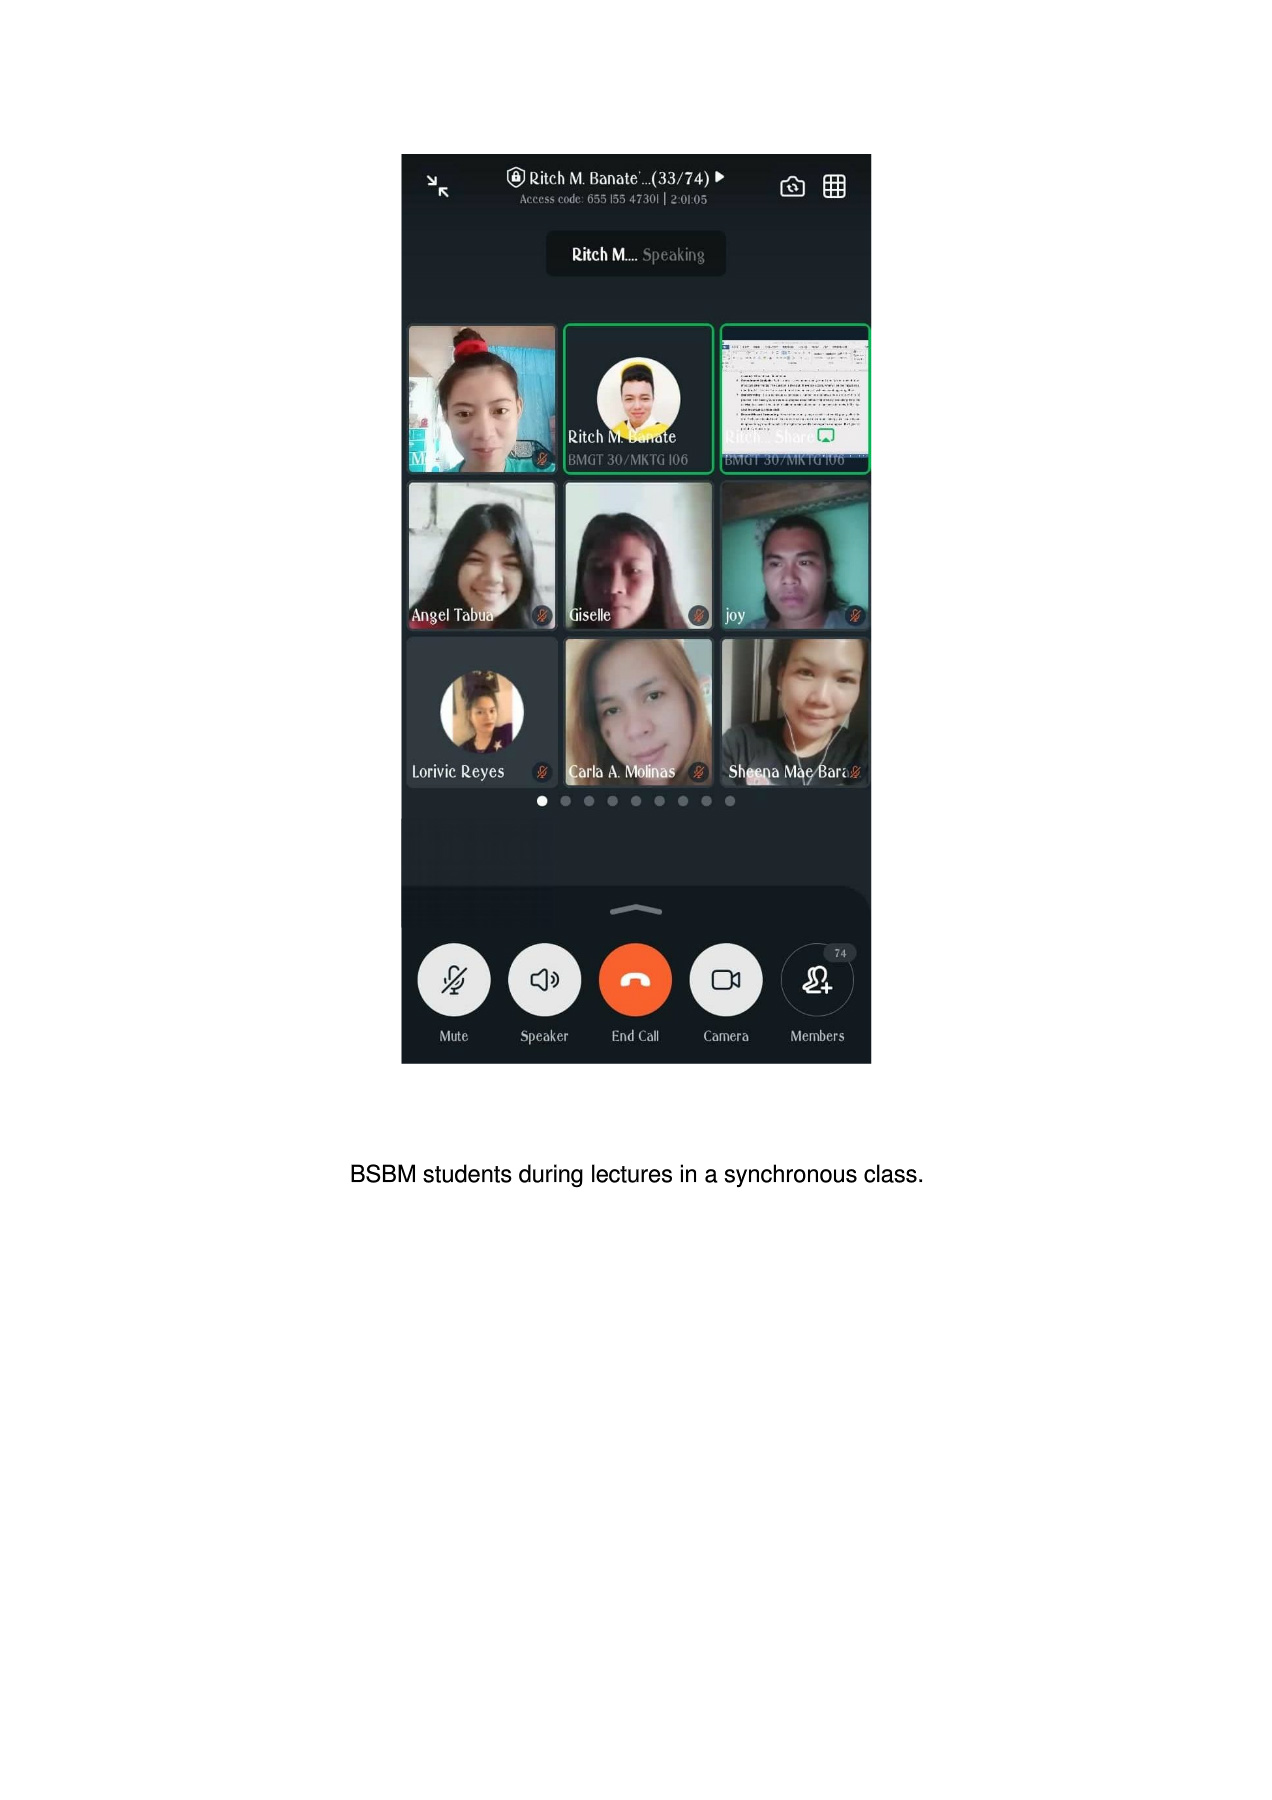 Ritch M. Banate'...(33/74)
Access code: 655 155 47301 | 2:01:05
Ritch M.... Speaking
Me
Ritch M. Banate
BMGT 30/MKTG 106
Ritch... Share
BMGT 30/MKTG 106
Angel Tabua
Giselle
joy
Lorivic Reyes
Carla A. Molinas
Sheena Mae Bara
74
Mute
Speaker
End Call
Camera
Members
BSBM students during lectures in a synchronous class.